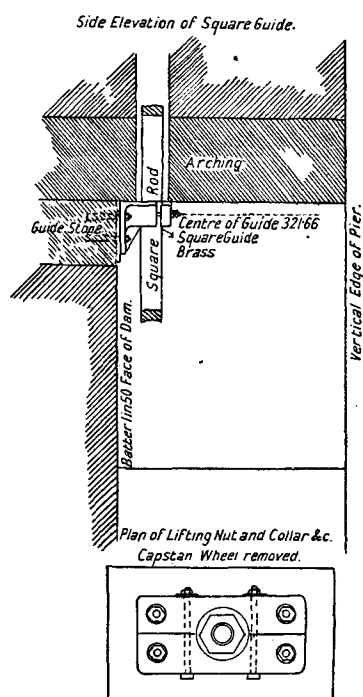 Side Elevation of Square Guide.
Arching
Rod
Square
Guide Stone
Centre of Guide 321·66
Square Guide
Brass
Batter 1 in 50 Face of Dam.
Vertical Edge of Pier.
Plan of Lifting Nut and Collar &c.
Capstan Wheel removed.